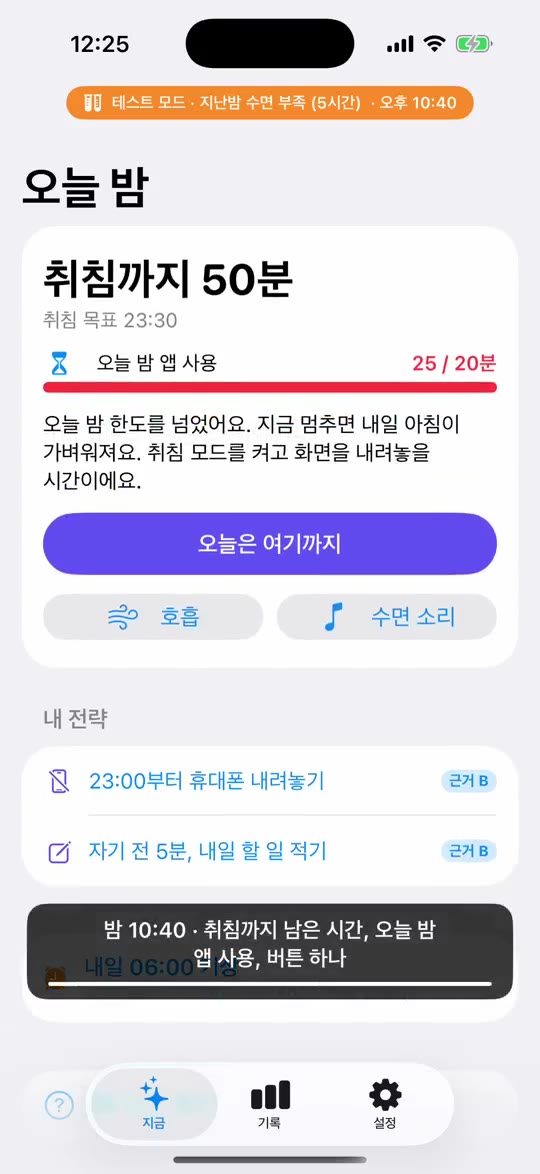 12:25
테스트 모드 · 지난밤 수면 부족 (5시간) · 오후 10:40
오늘 밤
취침까지 50분
취침 목표 23:30
오늘 밤 앱 사용 25 / 20분
오늘 밤 한도를 넘었어요. 지금 멈추면 내일 아침이
가벼워져요. 취침 모드를 켜고 화면을 내려놓을
시간이에요.
오늘은 여기까지
호흡 수면 소리
내 전략
23:00부터 휴대폰 내려놓기 근거 B
자기 전 5분, 내일 할 일 적기 근거 B
밤 10:40 · 취침까지 남은 시간, 오늘 밤
앱 사용, 버튼 하나
내일 06:00 기상
지금 기록 설정